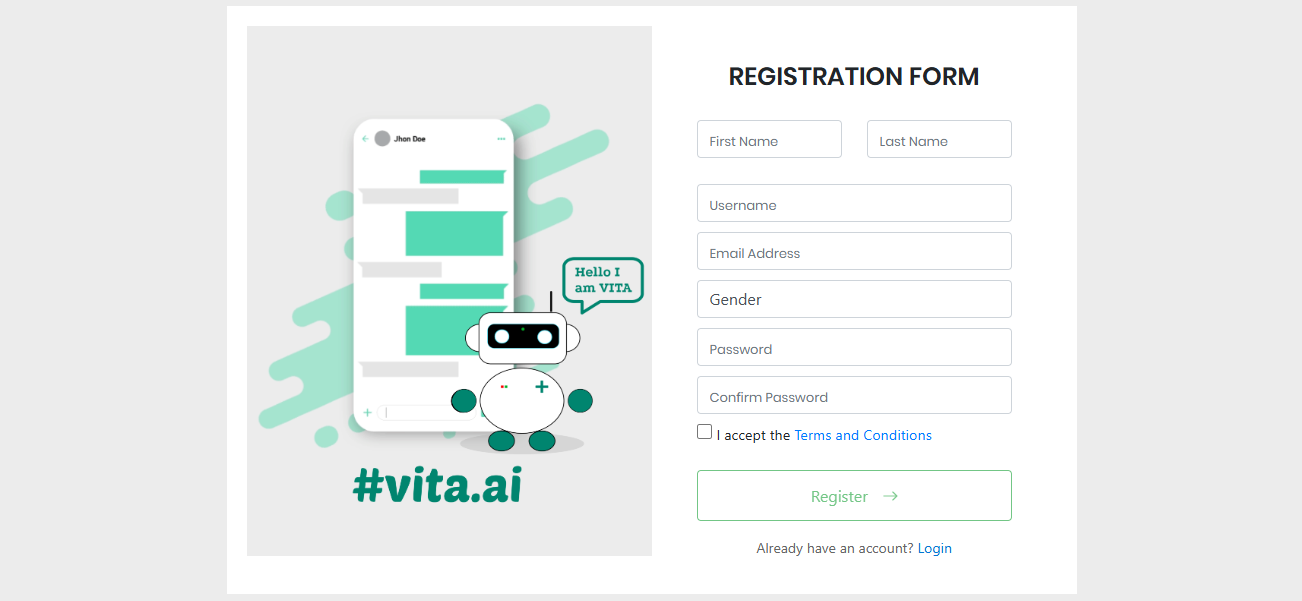 Jhon Doe
Hello I
am VITA
#vita.ai
REGISTRATION FORM
First Name
Last Name
Username
Email Address
Gender
Password
Confirm Password
I accept the Terms and Conditions
Register →
Already have an account? Login